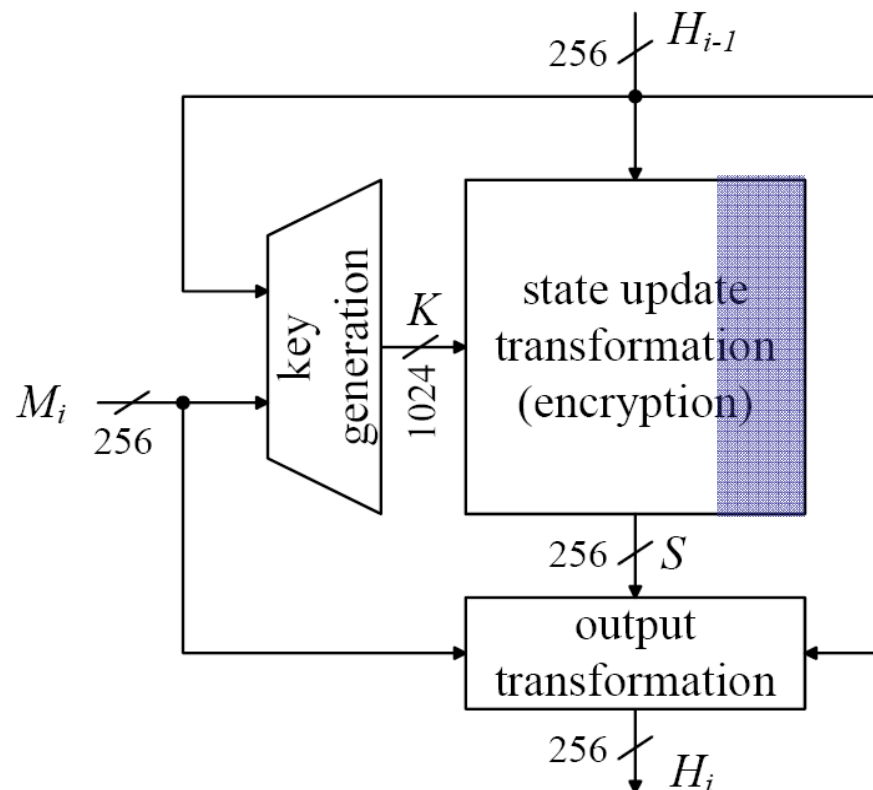 256
H_{i-1}
key
generation
K
1024
state update
transformation
(encryption)
M_i
256
256
S
output
transformation
256
H_i